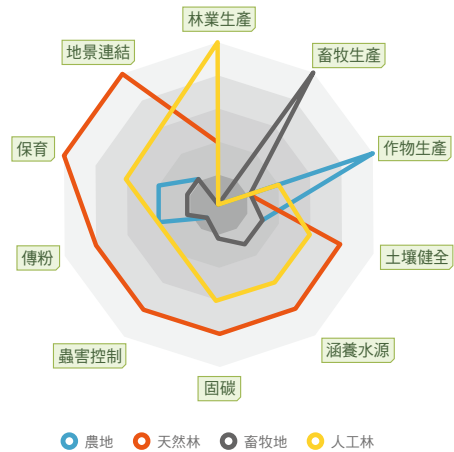 林業生產
地景連結
畜牧生產
保育
作物生產
傳粉
土壤健全
蟲害控制
涵養水源
固碳
農地
天然林
畜牧地
人工林